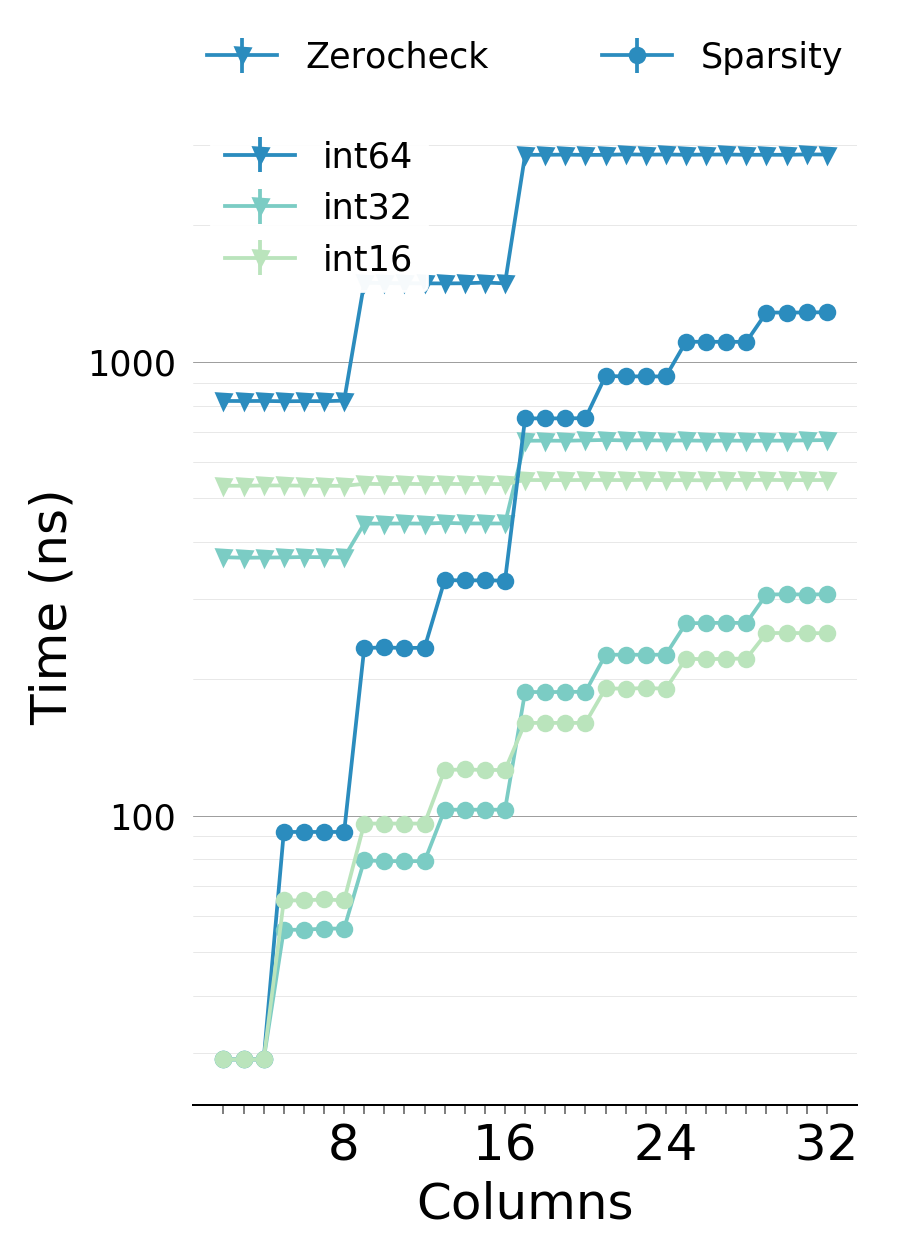 Zerocheck Sparsity
int64
int32
int16
1000
100
Time (ns)
8 16 24 32
Columns